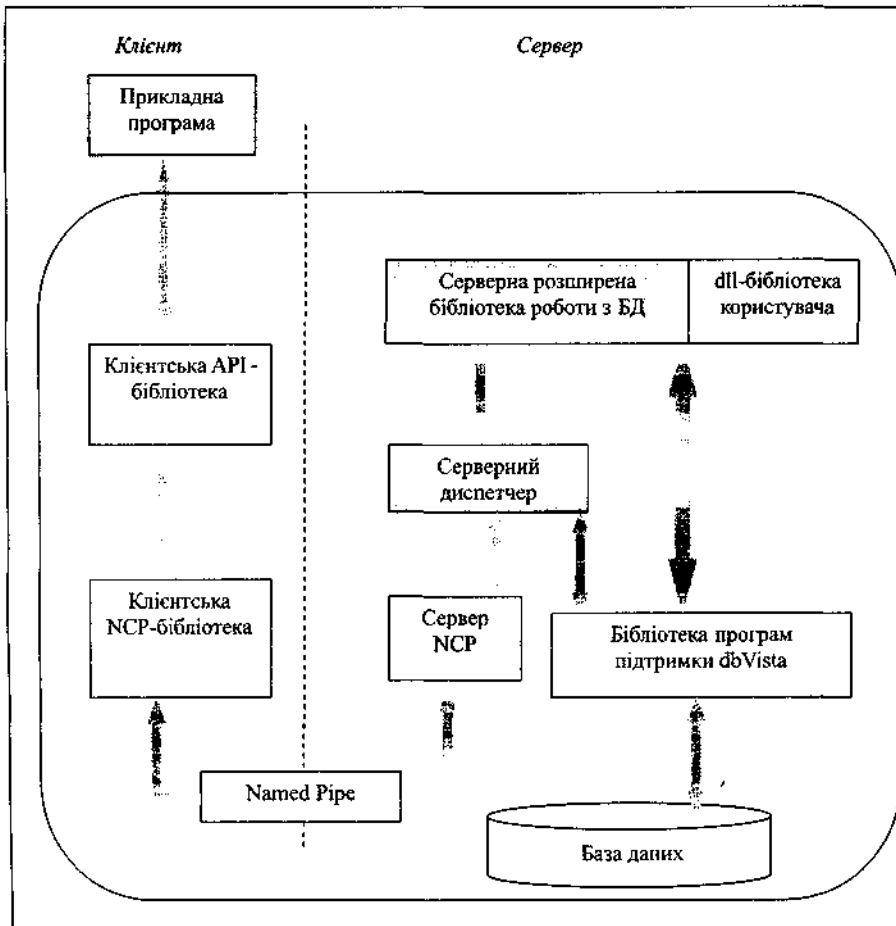 Клієнт
Сервер
Прикладна
програма
Серверна розширена
бібліотека роботи з БД
dll-бібліотека
користувача
Клієнтська API -
бібліотека
Серверний
диспетчер
Клієнтська
NCP-бібліотека
Сервер
NCP
Бібліотека програм
підтримки dbVista
Named Pipe
База даних